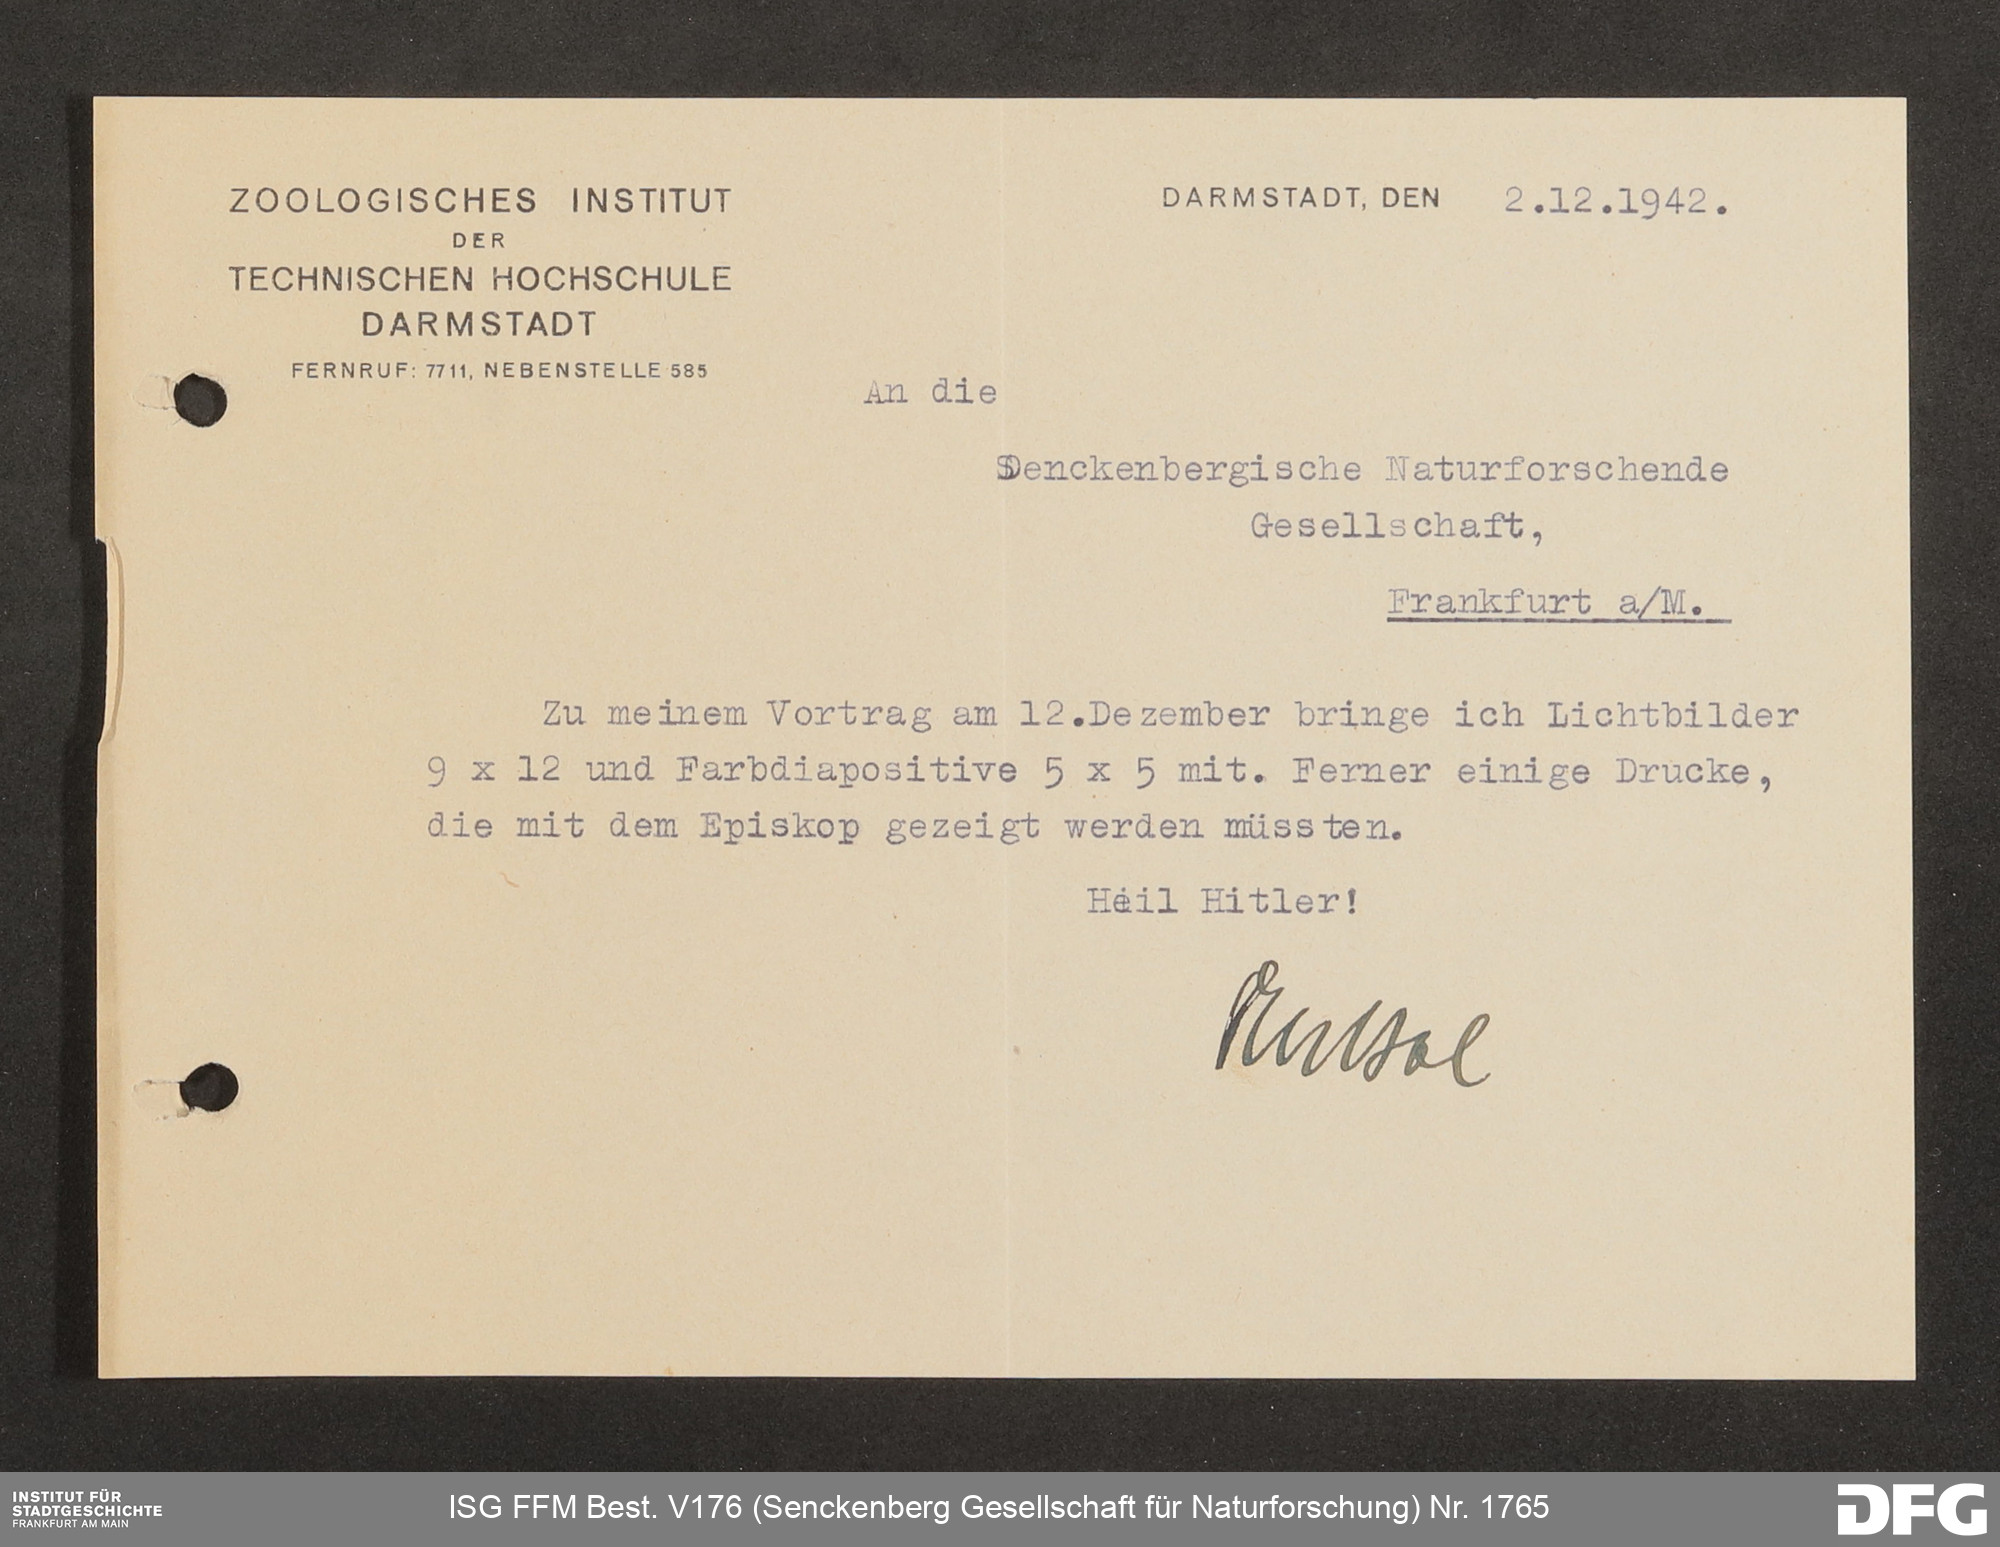 ZOOLOGISCHES INSTITUT
DER
TECHNISCHEN HOCHSCHULE
DARMSTADT
FERNRUF: 7711, NEBENSTELLE 585
DARMSTADT, DEN 2.12.1942.
An die
Senckenbergische Naturforschende
Gesellschaft,
Frankfurt a/M.
Zu meinem Vortrag am 12.Dezember bringe ich Lichtbilder
9 x 12 und Farbdiapositive 5 x 5 mit. Ferner einige Drucke,
die mit dem Episkop gezeigt werden müssten.
Heil Hitler!
INSTITUT FÜR
STADTGESCHICHTE
FRANKFURT AM MAIN
ISG FFM Best. V176 (Senckenberg Gesellschaft für Naturforschung) Nr. 1765
DFG